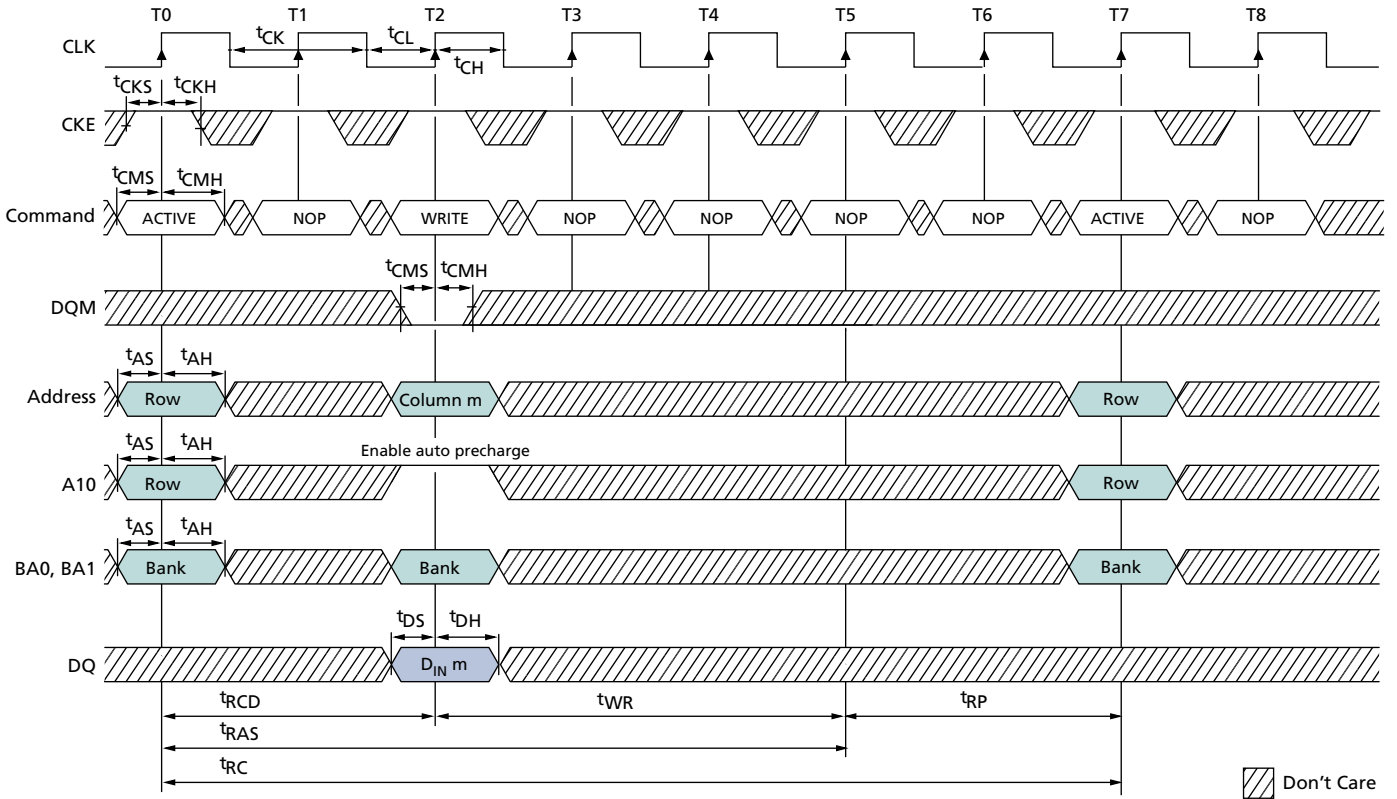 T0 T1 T2 T3 T4 T5 T6 T7 T8
CLK
tCK
tCL
tCH
tCKS tCKH
CKE
tCMS tCMH
Command ACTIVE NOP WRITE NOP NOP NOP NOP ACTIVE NOP
tCMS tCMH
DQM
tAS tAH
Address Row Column m Row
tAS tAH Enable auto precharge
A10 Row Row
tAS tAH
BA0, BA1 Bank Bank Bank
tDS tDH
DQ DIN m
tRCD tWR tRP
tRAS
tRC
Don't Care